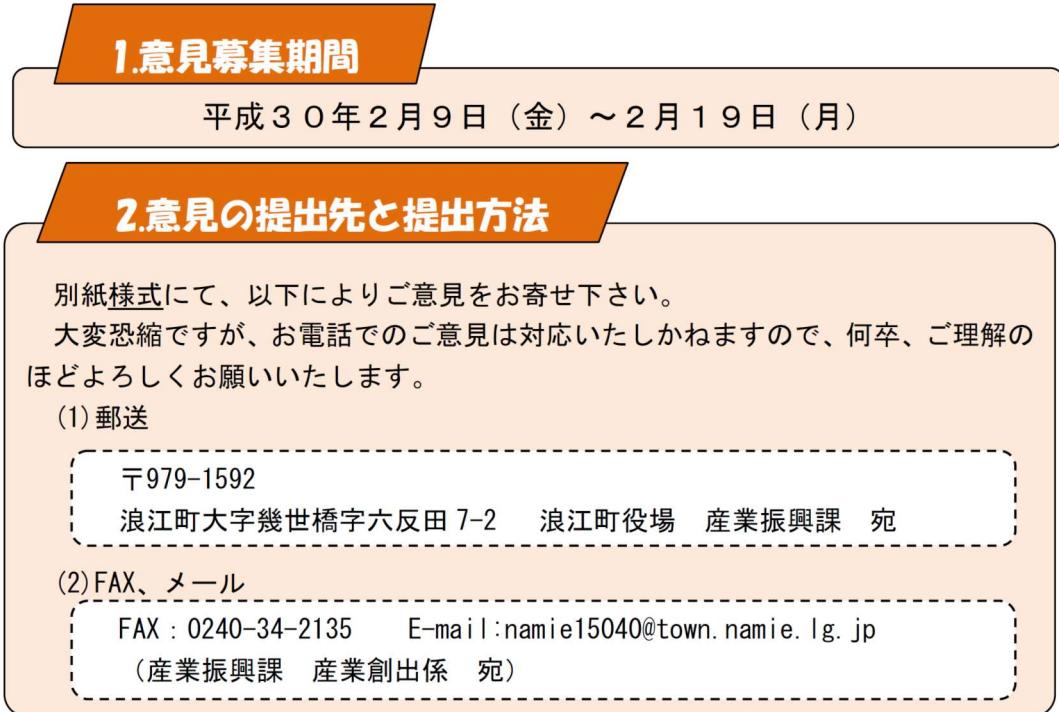 1.意見募集期間
平成３０年２月９日（金）～２月１９日（月）
2.意見の提出先と提出方法
別紙様式にて、以下によりご意見をお寄せ下さい。
大変恐縮ですが、お電話でのご意見は対応いたしかねますので、何卒、ご理解の
ほどよろしくお願いいたします。
(1)郵送
〒979-1592
浪江町大字幾世橋字六反田 7-2　浪江町役場　産業振興課　宛
(2)FAX、メール
FAX：0240-34-2135　E-mail:namie15040@town.namie.lg.jp
（産業振興課　産業創出係　宛）